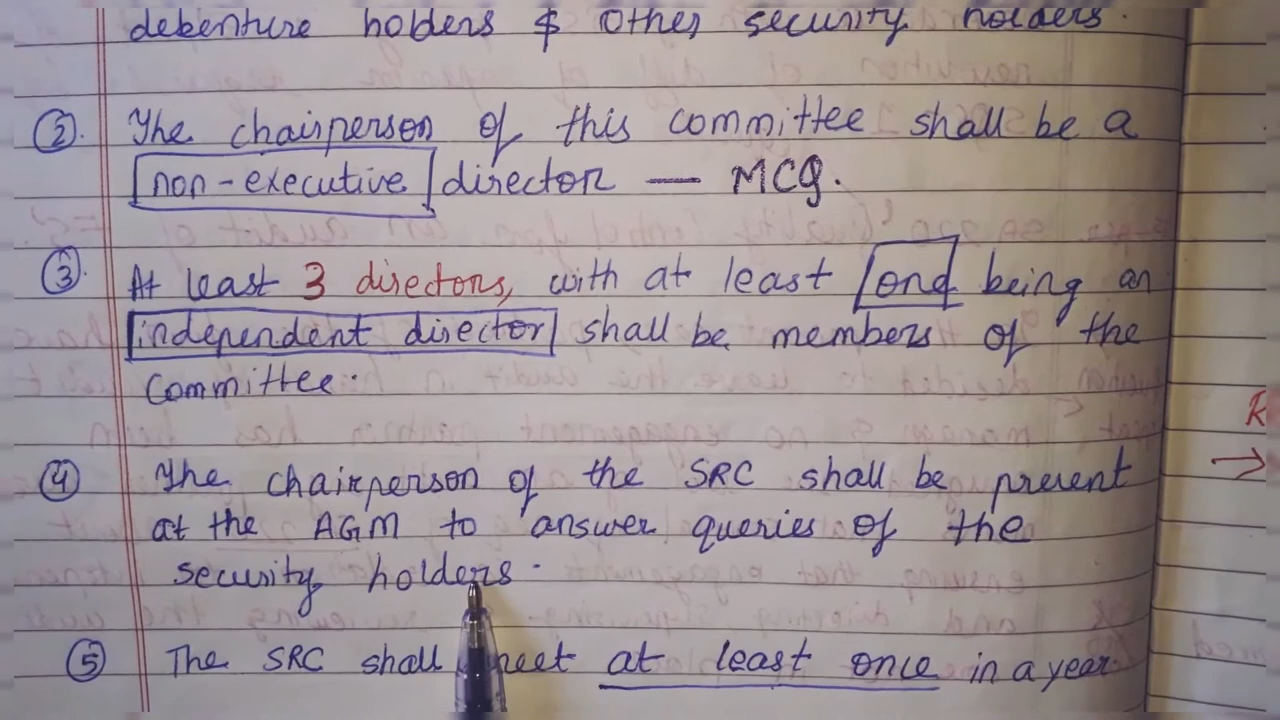 debenture holders & other security holders.
②. The chairperson of this committee shall be a
non-executive director — MCQ.
③. At least 3 directors, with at least one being an
independent director shall be members of the
committee.
④ The chairperson of the SRC shall be present
at the AGM to answer queries of the
security holders.
⑤ The SRC shall meet at least once in a year